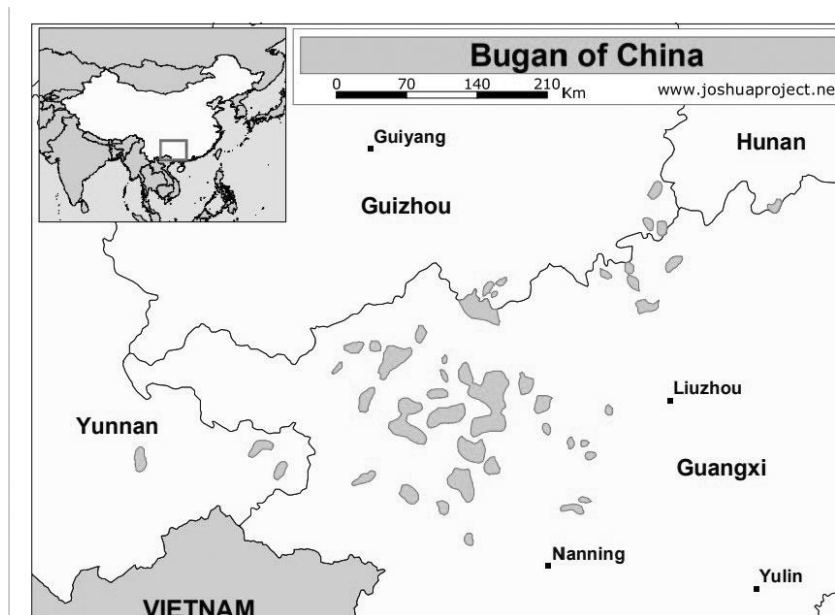 Bugan of China
0 70 140 210 Km
www.joshuaproject.ne
Guiyang
Hunan
Guizhou
Liuzhou
Yunnan
Guangxi
Nanning
Yulin
VIETNAM